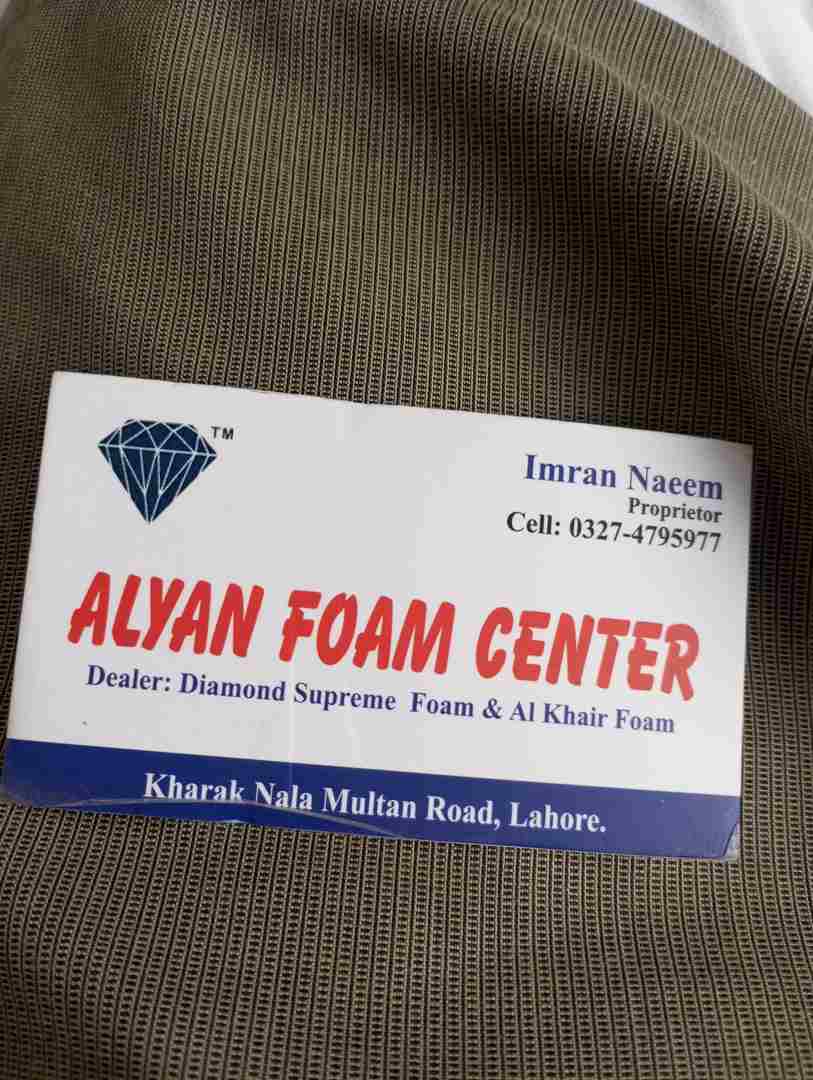 TM
Imran Naeem
Proprietor
Cell: 0327-4795977
ALYAN FOAM CENTER
Dealer: Diamond Supreme Foam & Al Khair Foam
Kharak Nala Multan Road, Lahore.